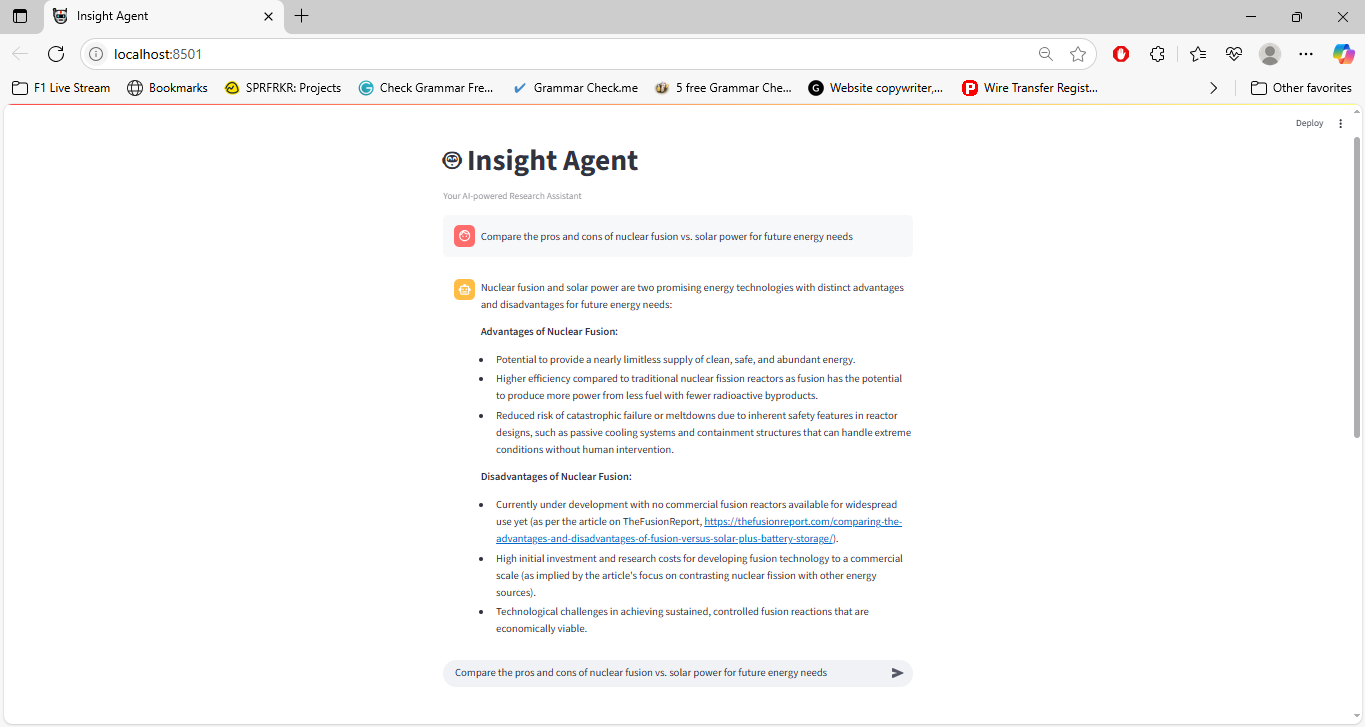 Insight Agent
localhost:8501
F1 Live Stream
Bookmarks
SPRFRKR: Projects
Check Grammar Fre...
Grammar Check.me
5 free Grammar Che...
Website copywriter,...
Wire Transfer Regist...
Other favorites
Deploy
Insight Agent
Your AI-powered Research Assistant
Compare the pros and cons of nuclear fusion vs. solar power for future energy needs
Nuclear fusion and solar power are two promising energy technologies with distinct advantages
and disadvantages for future energy needs:
Advantages of Nuclear Fusion:
• Potential to provide a nearly limitless supply of clean, safe, and abundant energy.
• Higher efficiency compared to traditional nuclear fission reactors as fusion has the potential
to produce more power from less fuel with fewer radioactive byproducts.
• Reduced risk of catastrophic failure or meltdowns due to inherent safety features in reactor
designs, such as passive cooling systems and containment structures that can handle extreme
conditions without human intervention.
Disadvantages of Nuclear Fusion:
• Currently under development with no commercial fusion reactors available for widespread
use yet (as per the article on TheFusionReport, https://thefusionreport.com/comparing-the-
advantages-and-disadvantages-of-fusion-versus-solar-plus-battery-storage/).
• High initial investment and research costs for developing fusion technology to a commercial
scale (as implied by the article's focus on contrasting nuclear fission with other energy
sources).
• Technological challenges in achieving sustained, controlled fusion reactions that are
economically viable.
Compare the pros and cons of nuclear fusion vs. solar power for future energy needs